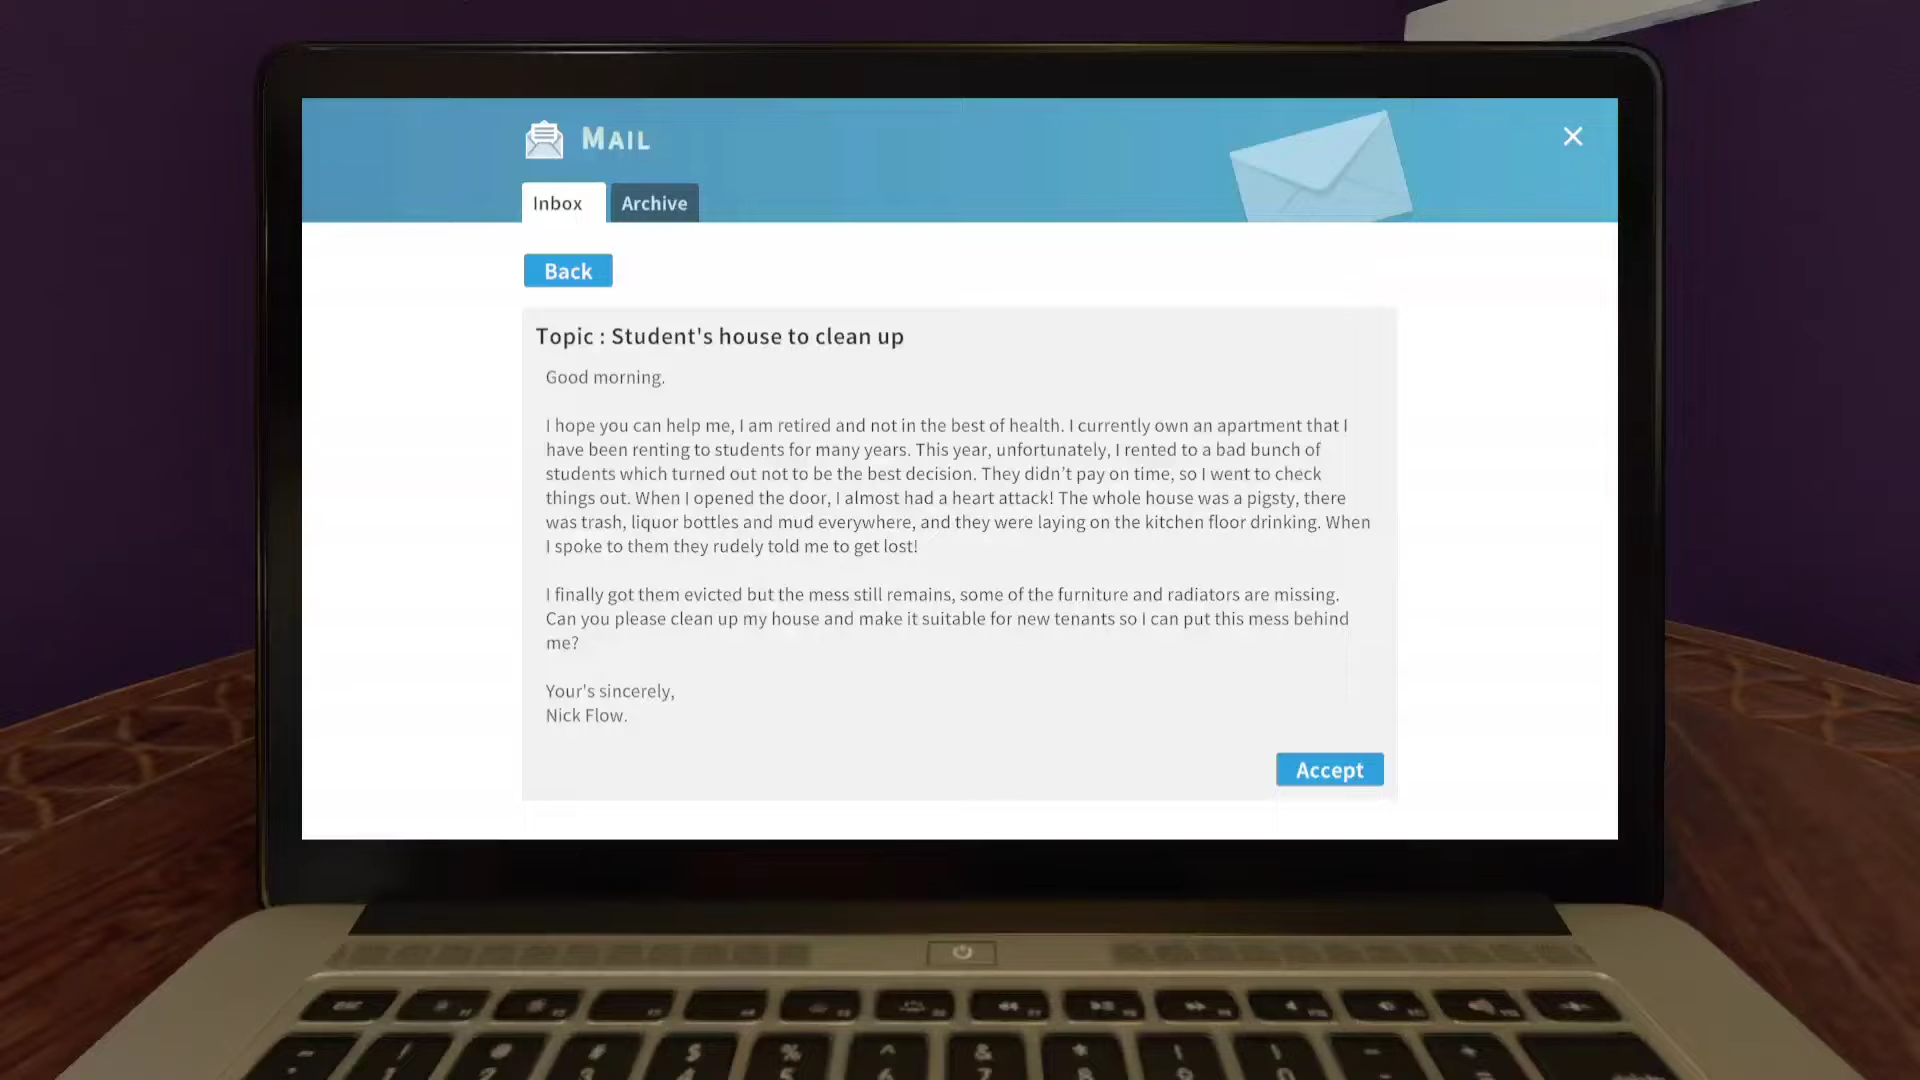 MAIL
Inbox
Archive
Back
Topic : Student's house to clean up
Good morning.
I hope you can help me, I am retired and not in the best of health. I currently own an apartment that I
have been renting to students for many years. This year, unfortunately, I rented to a bad bunch of
students which turned out not to be the best decision. They didn’t pay on time, so I went to check
things out. When I opened the door, I almost had a heart attack! The whole house was a pigsty, there
was trash, liquor bottles and mud everywhere, and they were laying on the kitchen floor drinking. When
I spoke to them they rudely told me to get lost!
I finally got them evicted but the mess still remains, some of the furniture and radiators are missing.
Can you please clean up my house and make it suitable for new tenants so I can put this mess behind
me?
Your's sincerely,
Nick Flow.
Accept